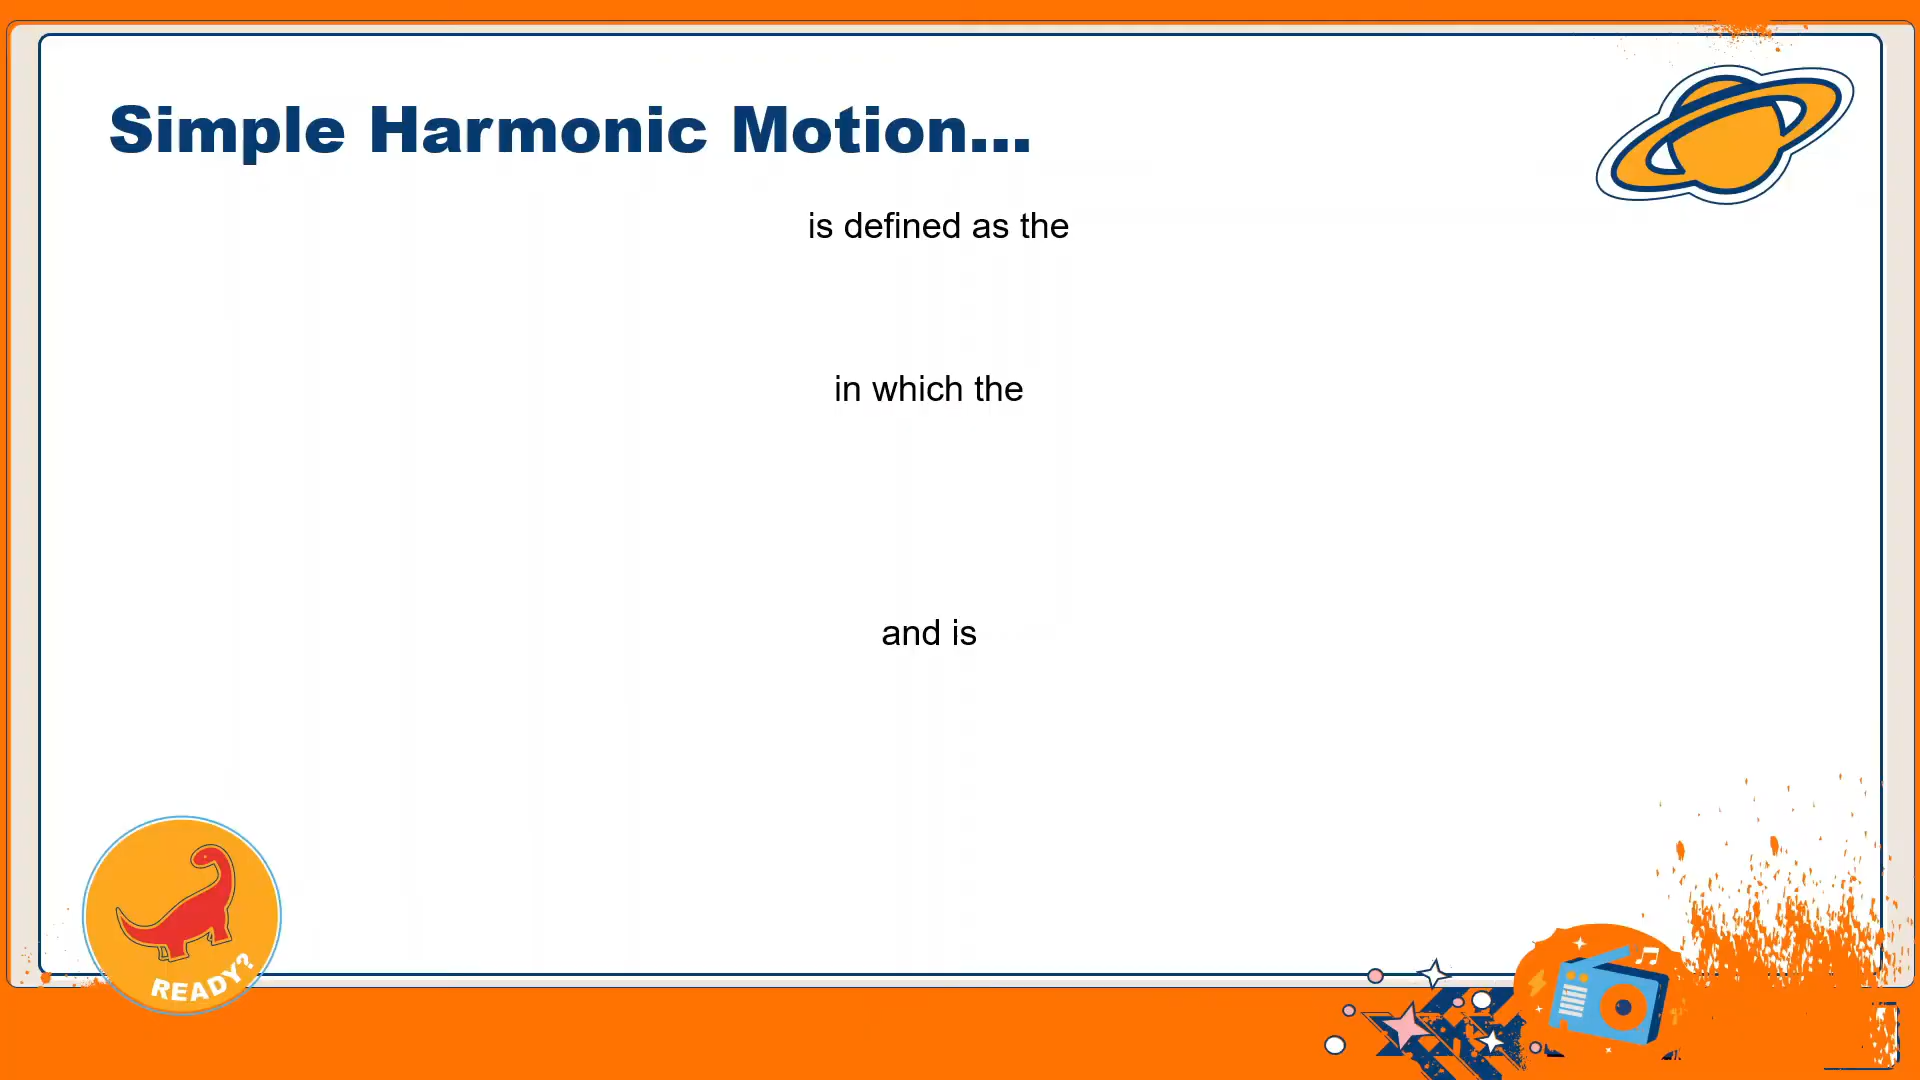 Simple Harmonic Motion...
is defined as the
in which the
and is
READY?